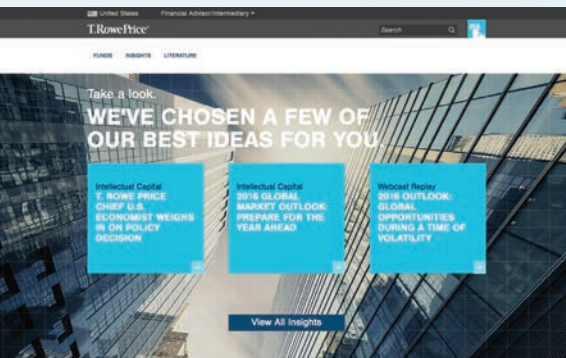 United States Financial Advisor/Intermediary
T.RowePrice
Search
FUNDS INSIGHTS LITERATURE
Take a look.
WE'VE CHOSEN A FEW OF
OUR BEST IDEAS FOR YOU.
Intellectual Capital
T. ROWE PRICE
CHIEF U.S.
ECONOMIST WEIGHS
IN ON POLICY
DECISION
Intellectual Capital
2016 GLOBAL
MARKET OUTLOOK:
PREPARE FOR THE
YEAR AHEAD
Webcast Replay
2016 OUTLOOK:
GLOBAL
OPPORTUNITIES
DURING A TIME OF
VOLATILITY
View All Insights